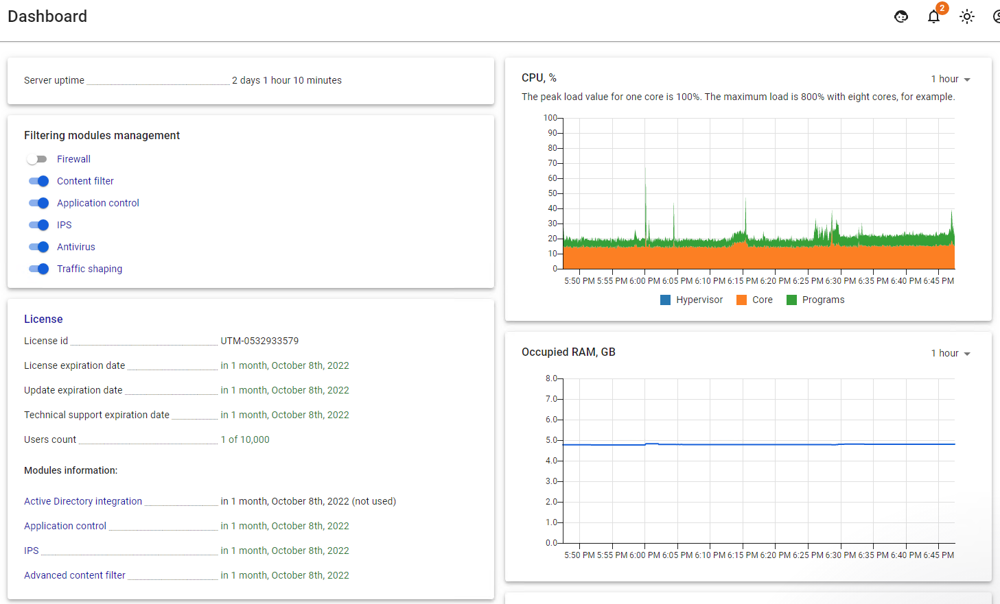 Dashboard
2
Server uptime 2 days 1 hour 10 minutes
Filtering modules management
Firewall
Content filter
Application control
IPS
Antivirus
Traffic shaping
License
License id UTM-0532933579
License expiration date in 1 month, October 8th, 2022
Update expiration date in 1 month, October 8th, 2022
Technical support expiration date in 1 month, October 8th, 2022
Users count 1 of 10,000
Modules information:
Active Directory integration in 1 month, October 8th, 2022 (not used)
Application control in 1 month, October 8th, 2022
IPS in 1 month, October 8th, 2022
Advanced content filter in 1 month, October 8th, 2022
CPU, % 1 hour
The peak load value for one core is 100%. The maximum load is 800% with eight cores, for example.
100
90
80
70
60
50
40
30
20
10
0
5:50 PM 5:55 PM 6:00 PM 6:05 PM 6:10 PM 6:15 PM 6:20 PM 6:25 PM 6:30 PM 6:35 PM 6:40 PM 6:45 PM
Hypervisor Core Programs
Occupied RAM, GB 1 hour
8.0
7.0
6.0
5.0
4.0
3.0
2.0
1.0
0.0
5:50 PM 5:55 PM 6:00 PM 6:05 PM 6:10 PM 6:15 PM 6:20 PM 6:25 PM 6:30 PM 6:35 PM 6:40 PM 6:45 PM